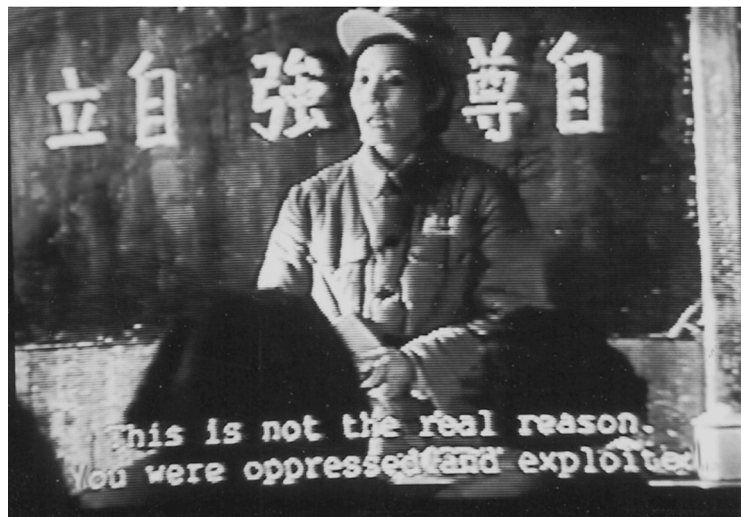 自尊 強 自立
This is not the real reason.
You were oppressed and exploited.